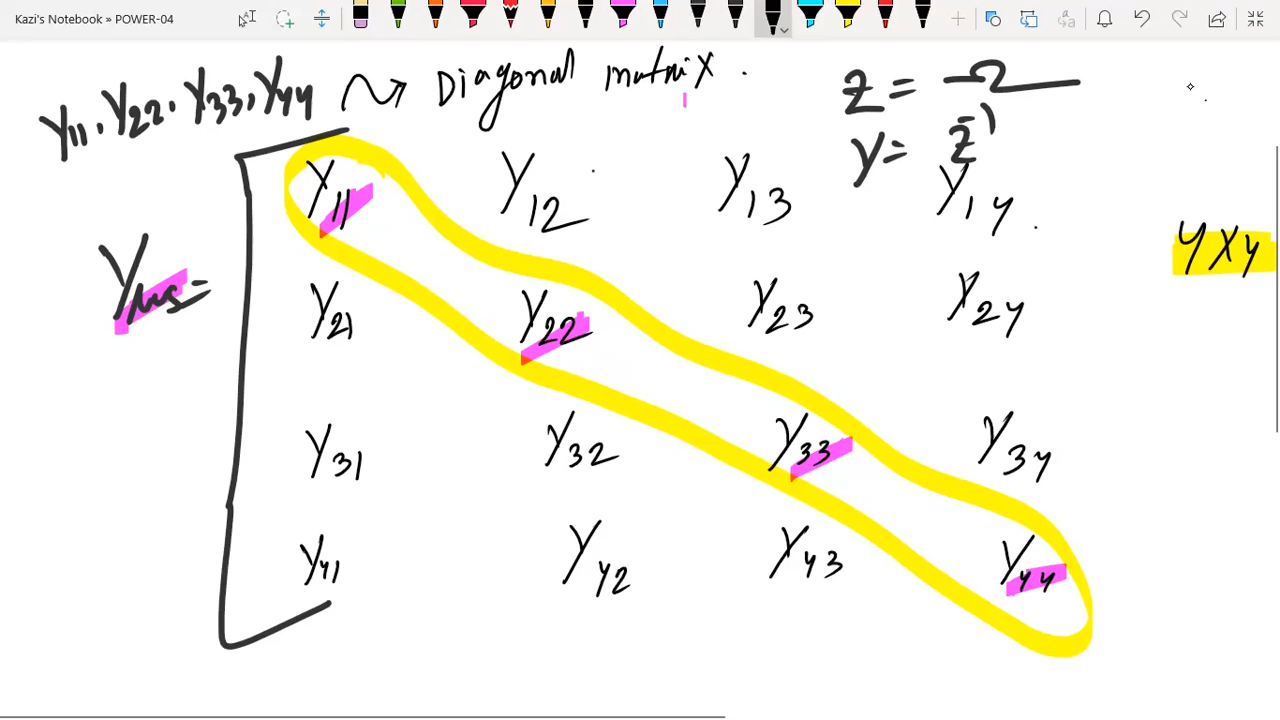 Kazi's Notebook » POWER-04
Y11, Y22, Y33, Y44 Diagonal matrix.
Z = Ω
Y = Z⁻¹
Y11 Y12 Y13 Y14
4X4
YBus =
Y21 Y22 Y23 Y24
Y31 Y32 Y33 Y34
Y41 Y42 Y43 Y44